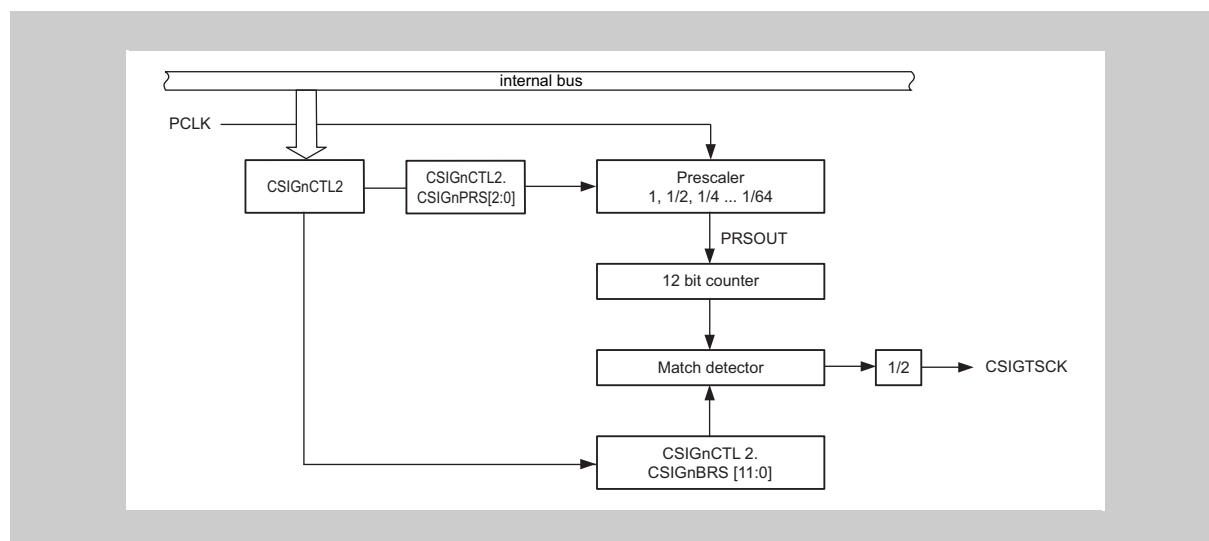 internal bus
PCLK
CSIGnCTL2
CSIGnCTL2.
CSIGnPRS[2:0]
Prescaler
1, 1/2, 1/4 ... 1/64
PRSOUT
12 bit counter
Match detector
1/2
CSIGTSCK
CSIGnCTL 2.
CSIGnBRS [11:0]